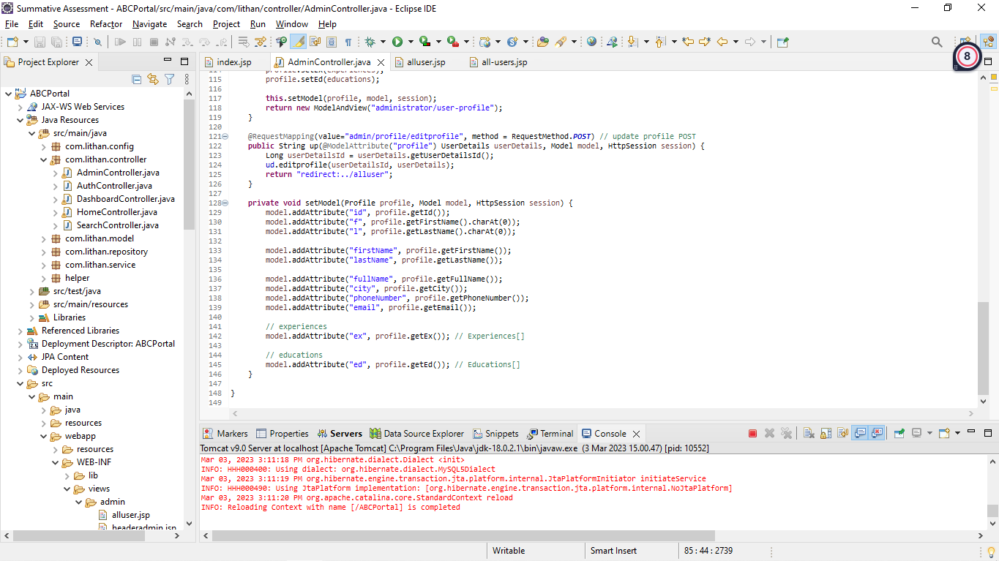 Summative Assessment - ABCPortal/src/main/java/com/lithan/controller/AdminController.java - Eclipse IDE
File Edit Source Refactor Navigate Search Project Run Window Help
8
Project Explorer
index.jsp AdminController.java alluser.jsp all-users.jsp
ABCPortal
JAX-WS Web Services
Java Resources
src/main/java
com.lithan.config
com.lithan.controller
AdminController.java
AuthController.java
DashboardController.java
HomeController.java
SearchController.java
com.lithan.model
com.lithan.repository
com.lithan.service
helper
src/test/java
src/main/resources
Libraries
Referenced Libraries
Deployment Descriptor: ABCPortal
JPA Content
Deployed Resources
src
main
java
resources
webapp
resources
WEB-INF
lib
views
admin
alluser.jsp
headeradmin.jsp
114 profile.setEx(experiences);
115 profile.setEd(educations);
116
117 this.setModel(profile, model, session);
118 return new ModelAndView("administrator/user-profile");
119 }
120
121 @RequestMapping(value="admin/profile/editprofile", method = RequestMethod.POST) // update profile POST
122 public String up(@ModelAttribute("profile") UserDetails userDetails, Model model, HttpSession session) {
123 Long userDetailsId = userDetails.getUserDetailsId();
124 ud.editprofile(userDetailsId, userDetails);
125 return "redirect:../alluser";
126 }
127
128 private void setModel(Profile profile, Model model, HttpSession session) {
129 model.addAttribute("id", profile.getId());
130 model.addAttribute("f", profile.getFirstName().charAt(0));
131 model.addAttribute("l", profile.getLastName().charAt(0));
132
133 model.addAttribute("firstName", profile.getFirstName());
134 model.addAttribute("lastName", profile.getLastName());
135
136 model.addAttribute("fullName", profile.getFullName());
137 model.addAttribute("city", profile.getCity());
138 model.addAttribute("phoneNumber", profile.getPhoneNumber());
139 model.addAttribute("email", profile.getEmail());
140
141 // experiences
142 model.addAttribute("ex", profile.getEx()); // Experiences[]
143
144 // educations
145 model.addAttribute("ed", profile.getEd()); // Educations[]
146 }
147
148 }
149
Markers Properties Servers Data Source Explorer Snippets Terminal Console
Tomcat v9.0 Server at localhost [Apache Tomcat] C:\Program Files\Java\jdk-18.0.2.1\bin\javaw.exe (3 Mar 2023 15.00.47) [pid: 10552]
Mar 03, 2023 3:11:18 PM org.hibernate.dialect.Dialect <init>
INFO: HHH000400: Using dialect: org.hibernate.dialect.MySQL5Dialect
Mar 03, 2023 3:11:19 PM org.hibernate.engine.transaction.jta.platform.internal.JtaPlatformInitiator initiateService
INFO: HHH000490: Using JtaPlatform implementation: [org.hibernate.engine.transaction.jta.platform.internal.NoJtaPlatform]
Mar 03, 2023 3:11:20 PM org.apache.catalina.core.StandardContext reload
INFO: Reloading Context with name [/ABCPortal] is completed
Writable Smart Insert 85 : 44 : 2739